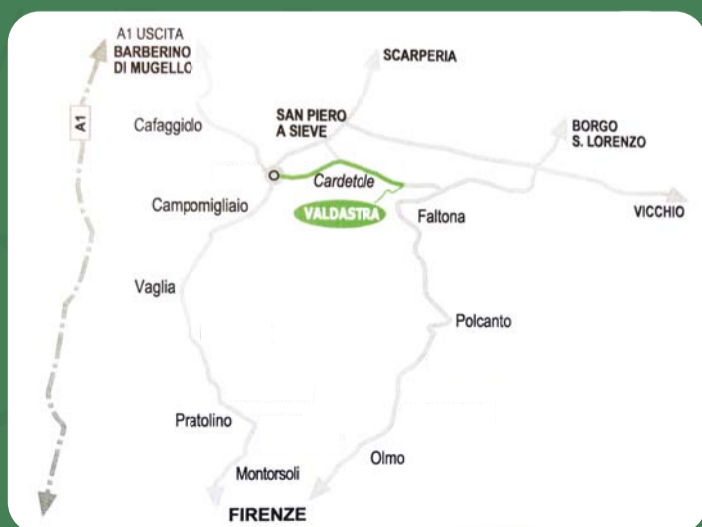 A1 USCITA
BARBERINO
DI MUGELLO
SCARPERIA
A1
Cafaggiolo
SAN PIERO
A SIEVE
BORGO
S. LORENZO
Cardetole
Campomigliaio
VALDASTRA
Faltona
VICCHIO
Vaglia
Polcanto
Pratolino
Olmo
Montorsoli
FIRENZE